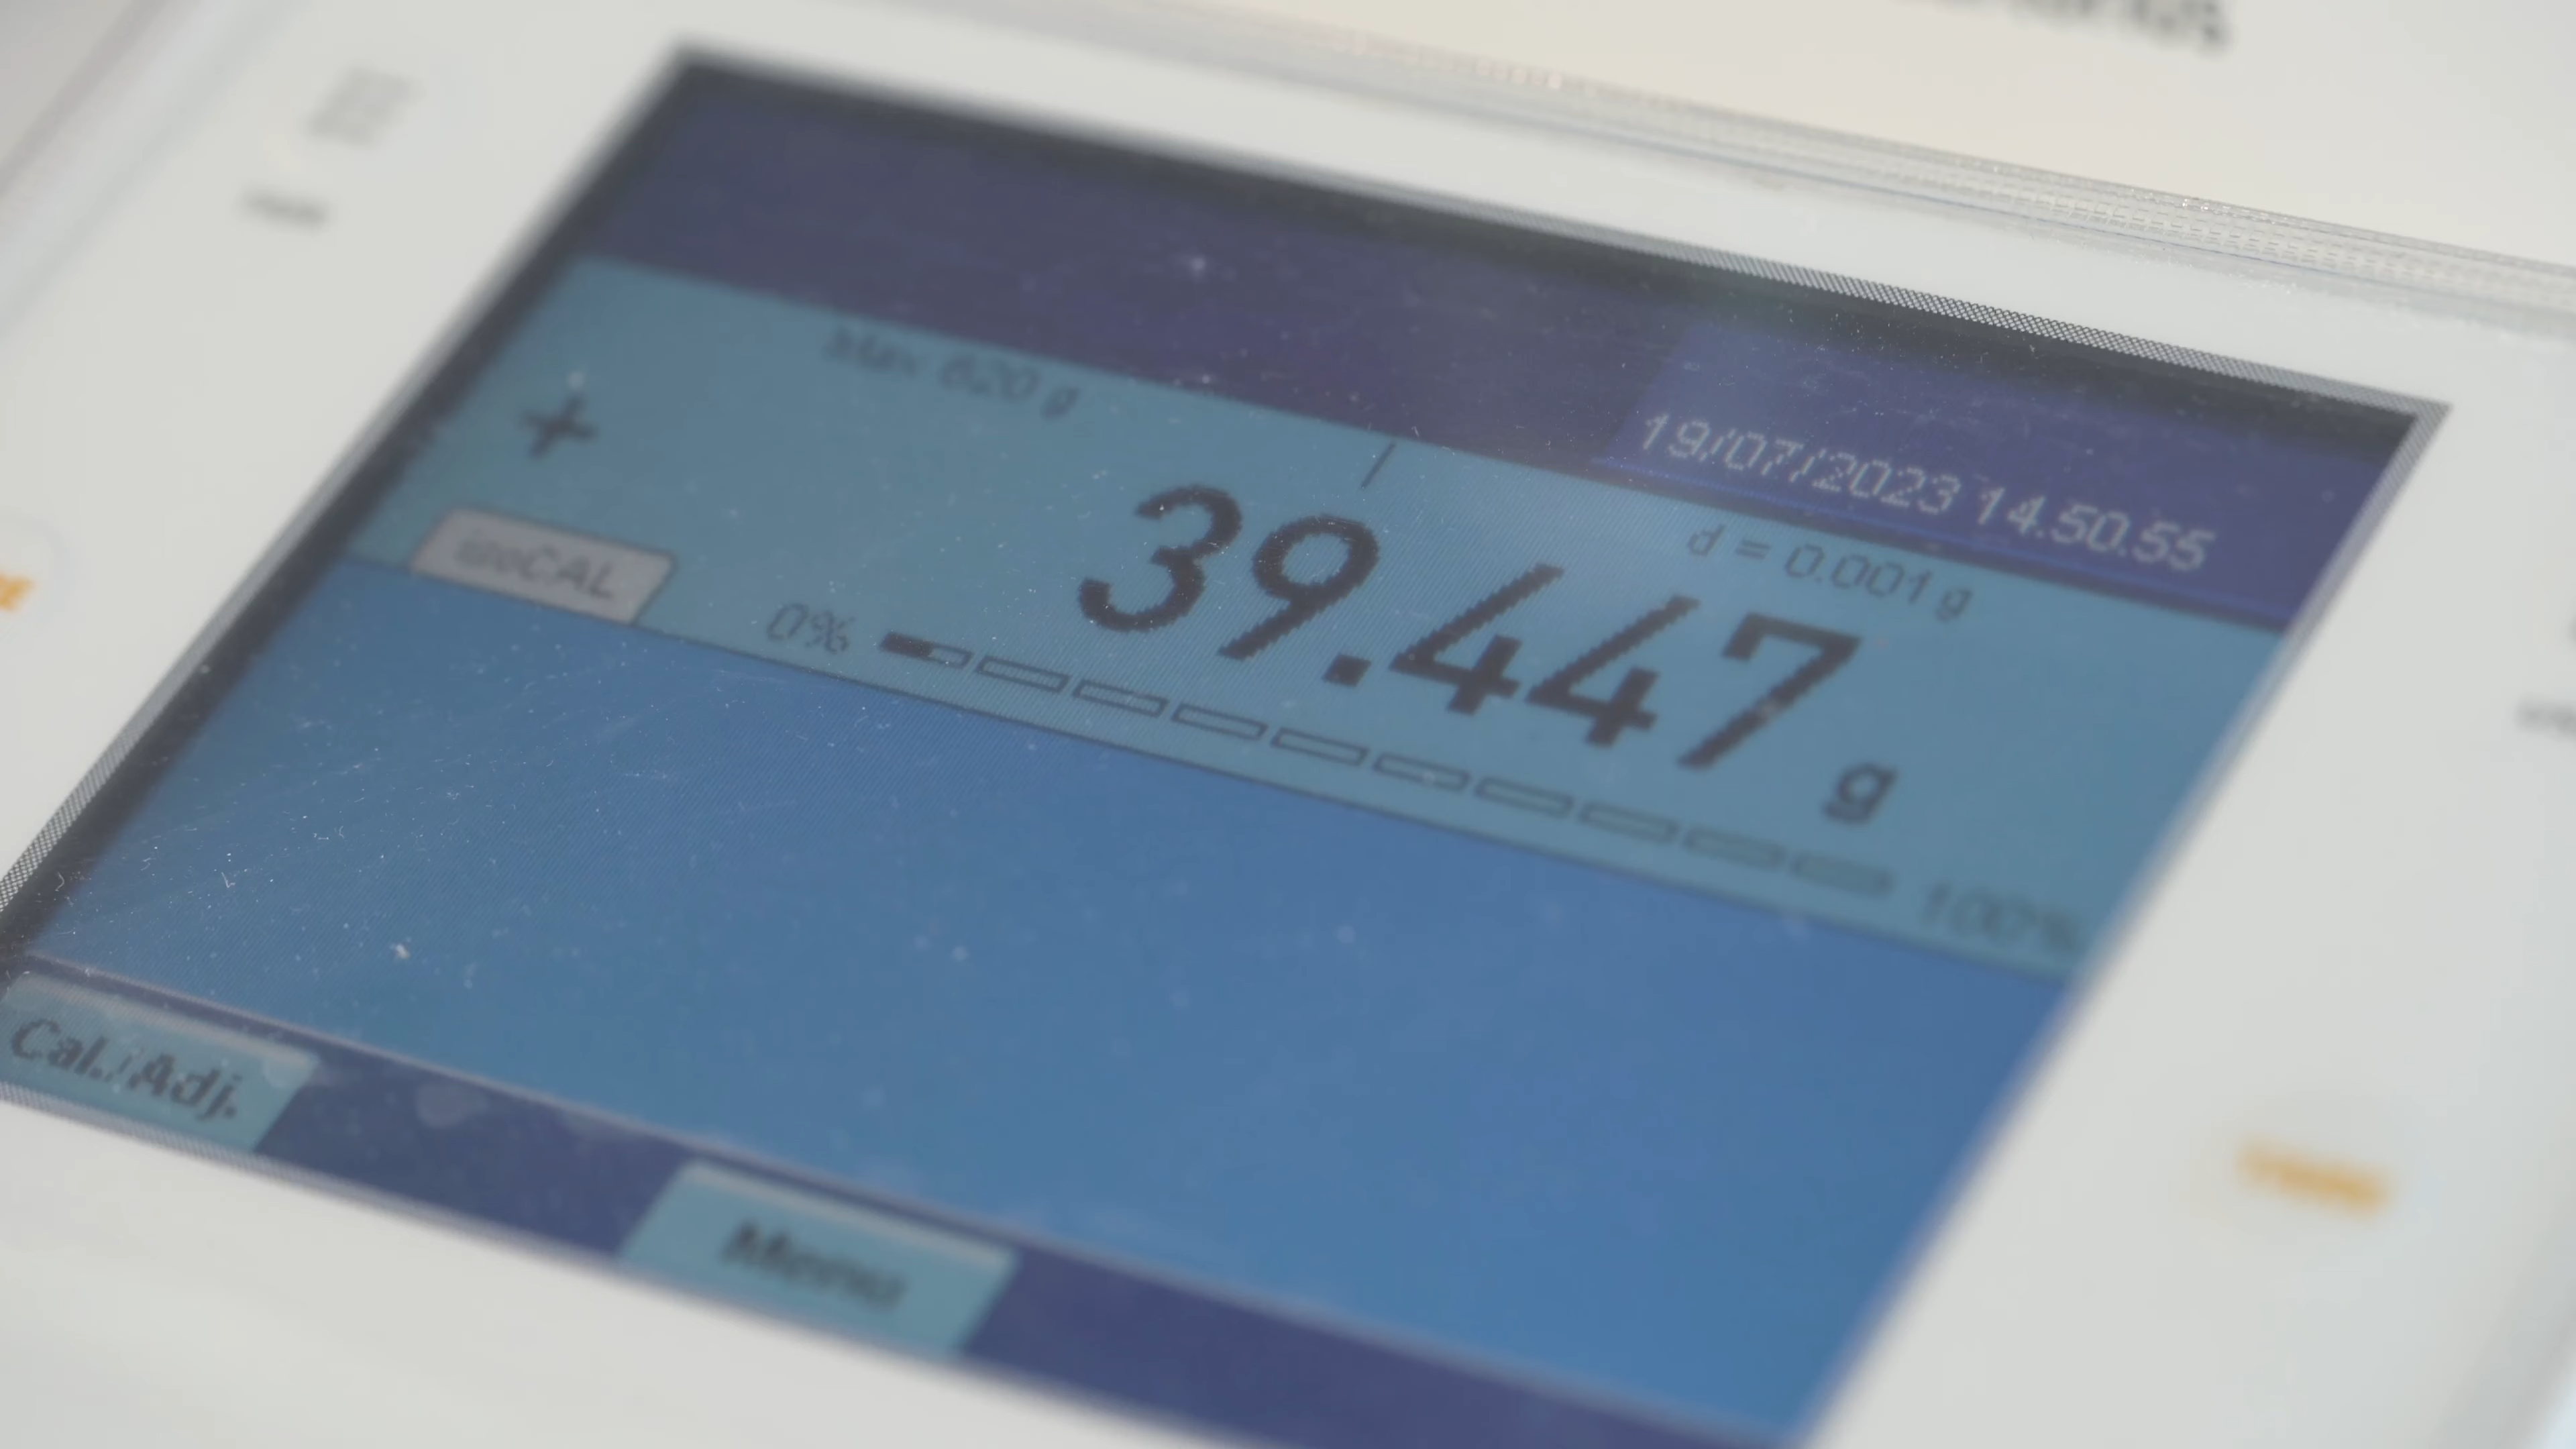 19/07/2023 14.50.55
Max 620 g
d = 0.001 g
+
39.447 g
isoCAL
0%
100%
Cal./Adj.
Menu